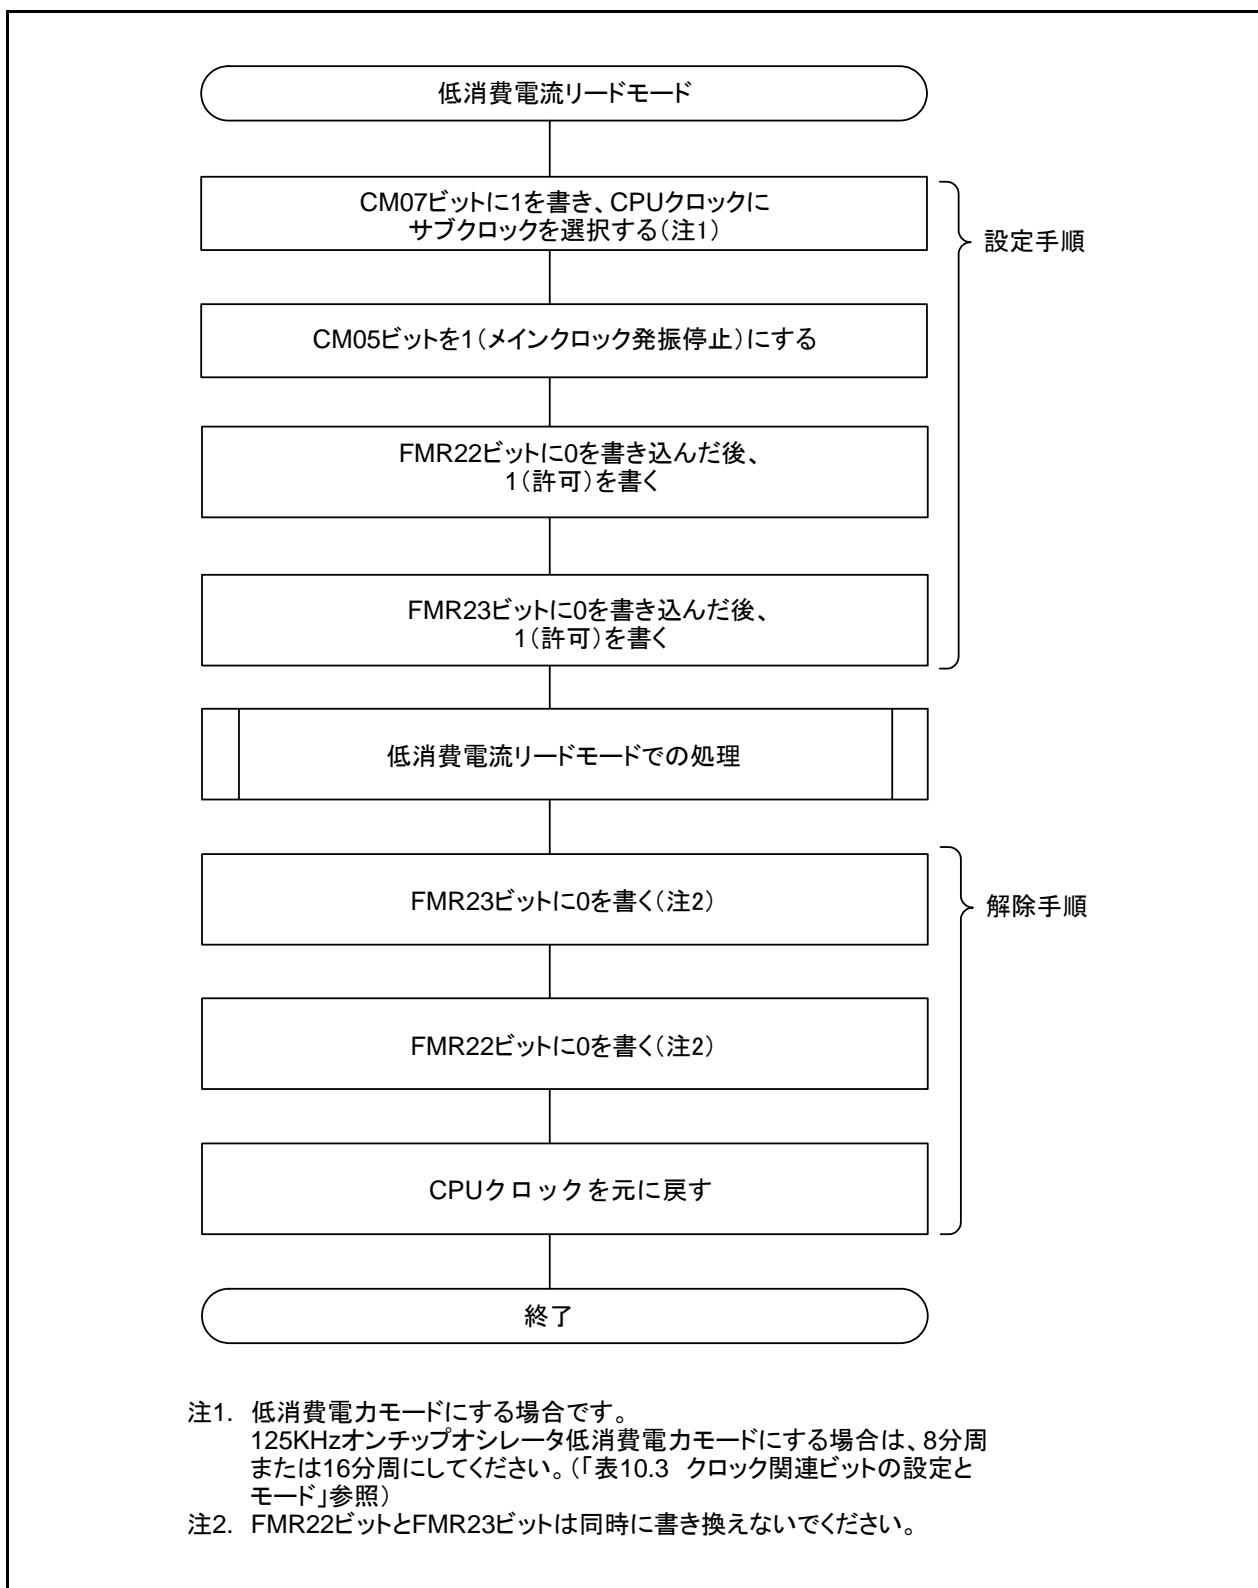 低消費電流リードモード
CM07ビットに1を書き、CPUクロックに
サブクロックを選択する(注1)
設定手順
CM05ビットを1(メインクロック発振停止)にする
FMR22ビットに0を書き込んだ後、
1(許可)を書く
FMR23ビットに0を書き込んだ後、
1(許可)を書く
低消費電流リードモードでの処理
FMR23ビットに0を書く(注2)
解除手順
FMR22ビットに0を書く(注2)
CPUクロックを元に戻す
終了
注1. 低消費電力モードにする場合です。
125KHzオンチップオシレータ低消費電力モードにする場合は、8分周
または16分周にしてください。(「表10.3 クロック関連ビットの設定と
モード」参照)
注2. FMR22ビットとFMR23ビットは同時に書き換えないでください。